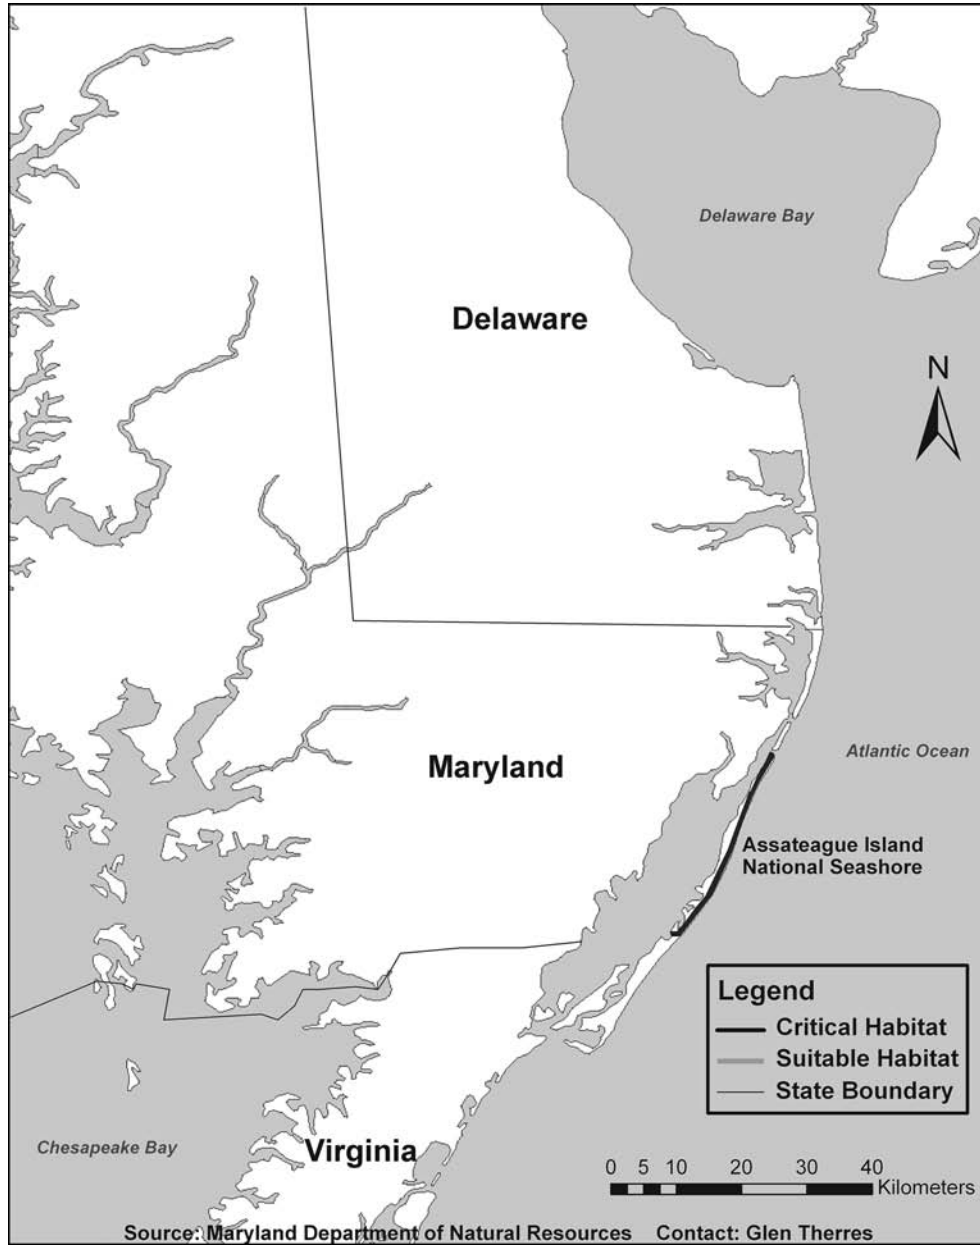 Delaware Bay
Delaware
N
Maryland
Atlantic Ocean
Assateague Island
National Seashore
Legend
Critical Habitat
Suitable Habitat
State Boundary
Chesapeake Bay
Virginia
0 5 10 20 30 40
Kilometers
Source: Maryland Department of Natural Resources Contact: Glen Therres